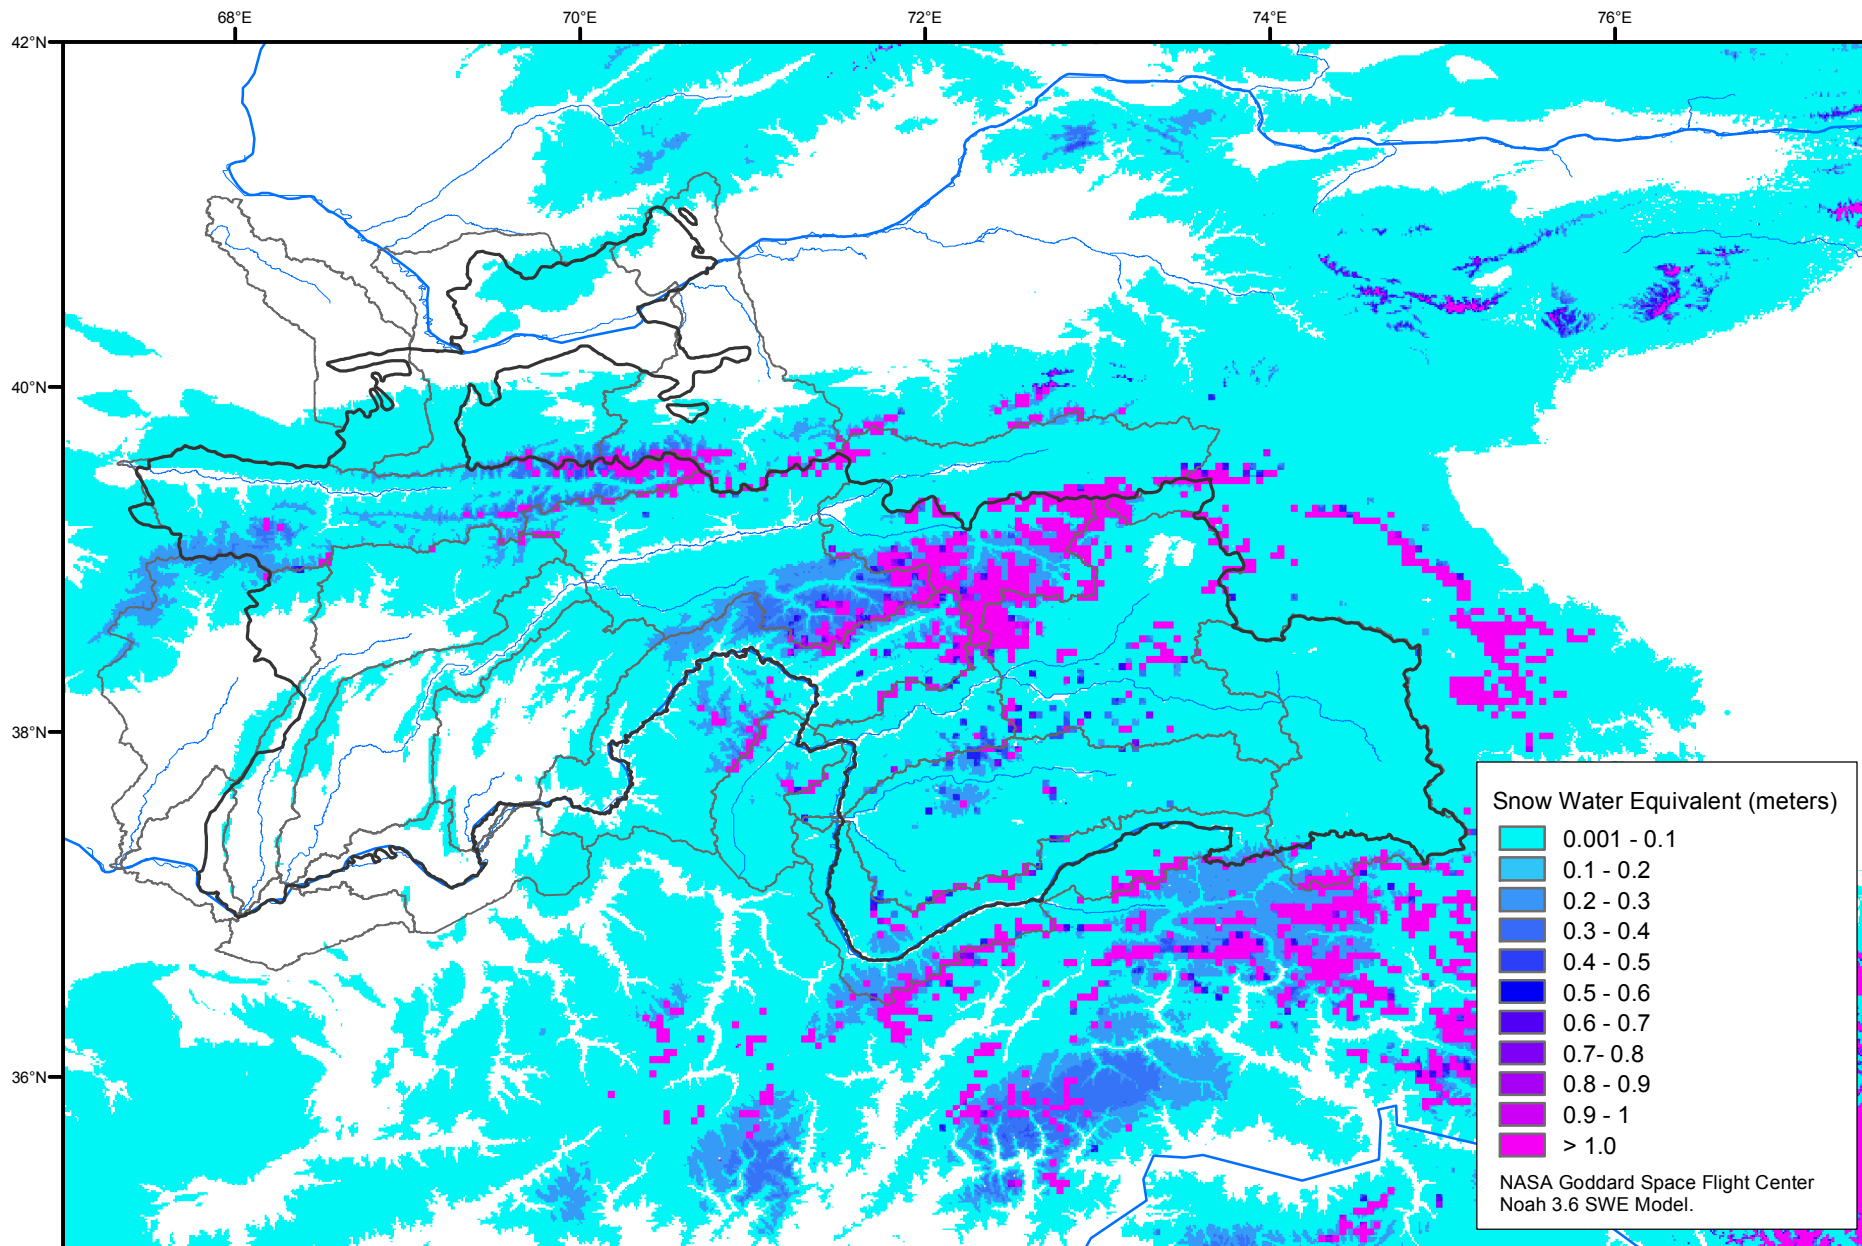 68°E
70°E
72°E
74°E
76°E
42°N
40°N
38°N
36°N
Snow Water Equivalent (meters)
0.001 - 0.1
0.1 - 0.2
0.2 - 0.3
0.3 - 0.4
0.4 - 0.5
0.5 - 0.6
0.6 - 0.7
0.7- 0.8
0.8 - 0.9
0.9 - 1
> 1.0
NASA Goddard Space Flight Center
Noah 3.6 SWE Model.